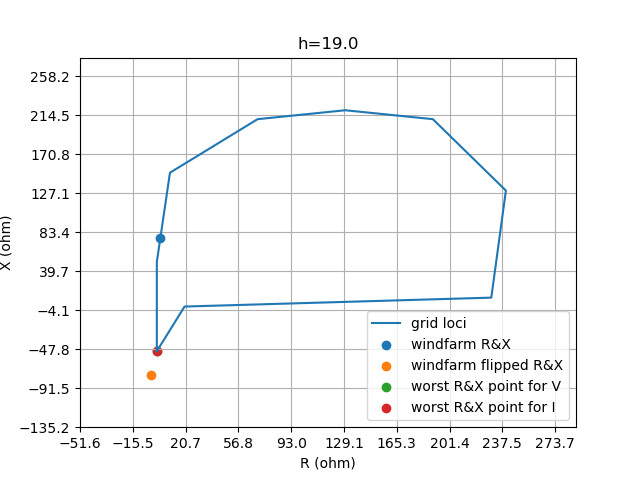 h=19.0
258.2
214.5
170.8
127.1
83.4
39.7
−4.1
−47.8
−91.5
−135.2
X (ohm)
−51.6 −15.5 20.7 56.8 93.0 129.1 165.3 201.4 237.5 273.7
R (ohm)
grid loci
windfarm R&X
windfarm flipped R&X
worst R&X point for V
worst R&X point for I